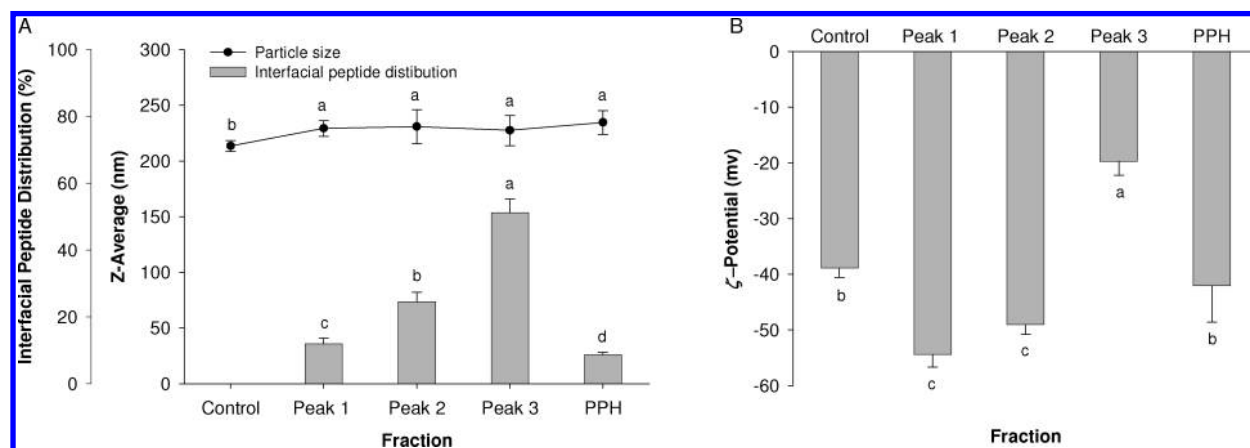 A
Interfacial Peptide Distribution (%)
100
80
60
40
20
0
Z-Average (nm)
300
250
200
150
100
50
0
Particle size
Interfacial peptide distibution
b
a
a
a
a
c
b
a
d
Control Peak 1 Peak 2 Peak 3 PPH
Fraction
B
Control Peak 1 Peak 2 Peak 3 PPH
ζ–Potential (mv)
0
-10
-20
-30
-40
-50
-60
b
c
c
a
b
Fraction